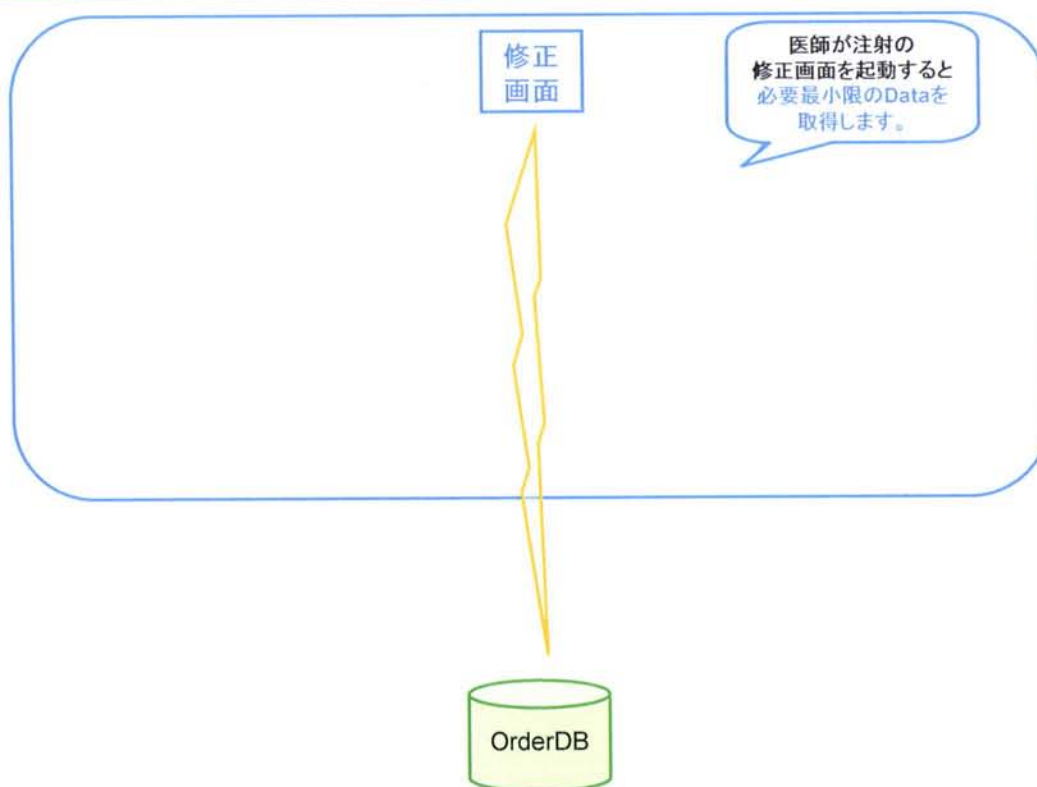 修正
画面
医師が注射の
修正画面を起動すると
必要最小限のDataを
取得します。
OrderDB